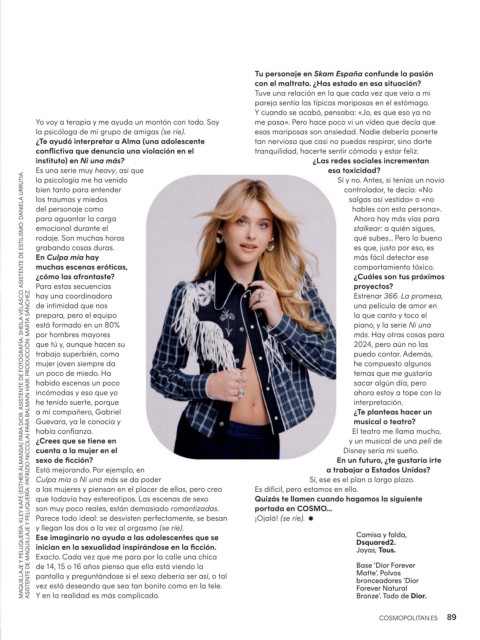 Yo voy a terapia y me ayuda un montón con todo. Soy
la psicóloga de mi grupo de amigas (se ríe).
¿Te ayudó interpretar a Alma (una adolescente
conflictiva que denuncia una violación en el
instituto) en Ni una más?
Es una serie muy heavy, así que
la psicología me ha venido
bien tanto para entender
los traumas y miedos
del personaje como
para aguantar la carga
emocional durante el
rodaje. Son muchas horas
grabando cosas duras.
En Culpa mía hay
muchas escenas eróticas,
¿cómo las afrontaste?
Para estas secuencias
hay una coordinadora
de intimidad que nos
prepara, pero el equipo
está formado en un 80%
por hombres mayores
que tú y, aunque hacen su
trabajo superbién, como
mujer joven siempre da
un poco de miedo. Ha
habido escenas un poco
incómodas y eso que yo
he tenido suerte, porque
a mi compañero, Gabriel
Guevara, ya le conocía y
había confianza.
¿Crees que se tiene en
cuenta a la mujer en el
sexo de ficción?
Está mejorando. Por ejemplo, en
Culpa mía o Ni una más se da poder
a las mujeres y piensan en el placer de ellas, pero creo
que todavía hay estereotipos. Las escenas de sexo
son muy poco reales, están demasiado romantizadas.
Parece todo ideal: se desvisten perfectamente, se besan
y llegan los dos a la vez al orgasmo (se ríe).
Ese imaginario no ayuda a las adolescentes que se
inician en la sexualidad inspirándose en la ficción.
Exacto. Cada vez que me para por la calle una chica
de 14, 15 o 16 años pienso que ella está viendo la
pantalla y preguntándose si el sexo debería ser así, o tal
vez está deseando que sea tan bonito como en la tele.
Y en la realidad es más complicado.
Tu personaje en Skam España confunde la pasión
con el maltrato. ¿Has estado en esa situación?
Tuve una relación en la que cada vez que veía a mi
pareja sentía las típicas mariposas en el estómago.
Y cuando se acabó, pensaba: «Jo, es que eso ya no
me pasa». Pero hace poco vi un vídeo que decía que
esas mariposas son ansiedad. Nadie debería ponerte
tan nerviosa que casi no puedas respirar, sino darte
tranquilidad, hacerte sentir cómoda y estar feliz.
¿Las redes sociales incrementan
esa toxicidad?
Sí y no. Antes, si tenías un novio
controlador, te decía: «No
salgas así vestida» o «no
hables con esta persona».
Ahora hay más vías para
stalkear: a quién sigues,
qué subes... Pero lo bueno
es que, justo por eso, es
más fácil detectar ese
comportamiento tóxico.
¿Cuáles son tus próximos
proyectos?
Estrenar 366. La promesa,
una película de amor en
la que canto y toco el
piano, y la serie Ni una
más. Hay otras cosas para
2024, pero aún no las
puedo contar. Además,
he compuesto algunos
temas que me gustaría
sacar algún día, pero
ahora estoy a tope con la
interpretación.
¿Te planteas hacer un
musical o teatro?
El teatro me llama mucho,
y un musical de una peli de
Disney sería mi sueño.
En un futuro, ¿te gustaría irte
a trabajar a Estados Unidos?
Sí, ese es el plan a largo plazo.
Es difícil, pero estamos en ello.
Quizás te llamen cuando hagamos la siguiente
portada en COSMO...
¡Ojalá! (se ríe). ✹
Camisa y falda,
Dsquared2.
Joyas, Tous.
Base ‘Dior Forever
Matte’. Polvos
bronceadores ‘Dior
Forever Natural
Bronze’. Todo de Dior.
MAQUILLAJE Y PELUQUERÍA: KLEY KAFE (ESTHER ALMANSA) PARA DIOR. ASISTENTE DE FOTOGRAFÍA: SHEILA VELASCO. ASISTENTE DE ESTILISMO: DANIELA URRUTIA.
ASISTENTE DE MAQUILLAJE Y PELUQUERÍA: PATRIZIO NICCOLAI PARA BALMAIN HAIR. PRODUCCIÓN: MARTA SÁNCHEZ.
COSMOPOLITAN.ES 89